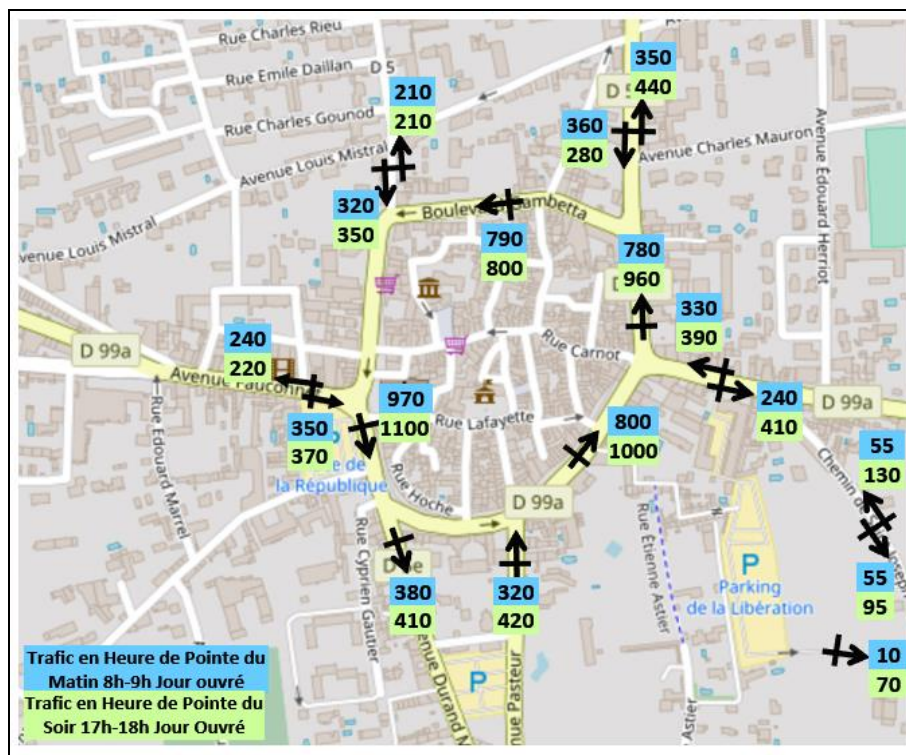 Rue Charles Rieu
Rue Emile Daillan
D 5
350
440
210
210
Rue Charles Gounod
360
280
Avenue Charles Mauron
Avenue Louis Mistral
Avenue Édouard Herriot
320
350
Boulevard Gambetta
Avenue Louis Mistral
790
800
780
960
330
390
D 99a
240
220
Rue Carnot
Avenue Fauconnet
240
410
D 99a
970
1100
Rue Lafayette
800
1000
350
370
55
130
de la République
Rue Hoche
D 99a
Rue Edouard Marrel
Rue Cyprien Gautier
Rue Étienne Astier
P
Parking
de la Libération
55
95
380
410
320
420
10
70
P
Avenue Pasteur
Astier
Trafic en Heure de Pointe du
Matin 8h-9h Jour ouvré
Trafic en Heure de Pointe du
Soir 17h-18h Jour Ouvré